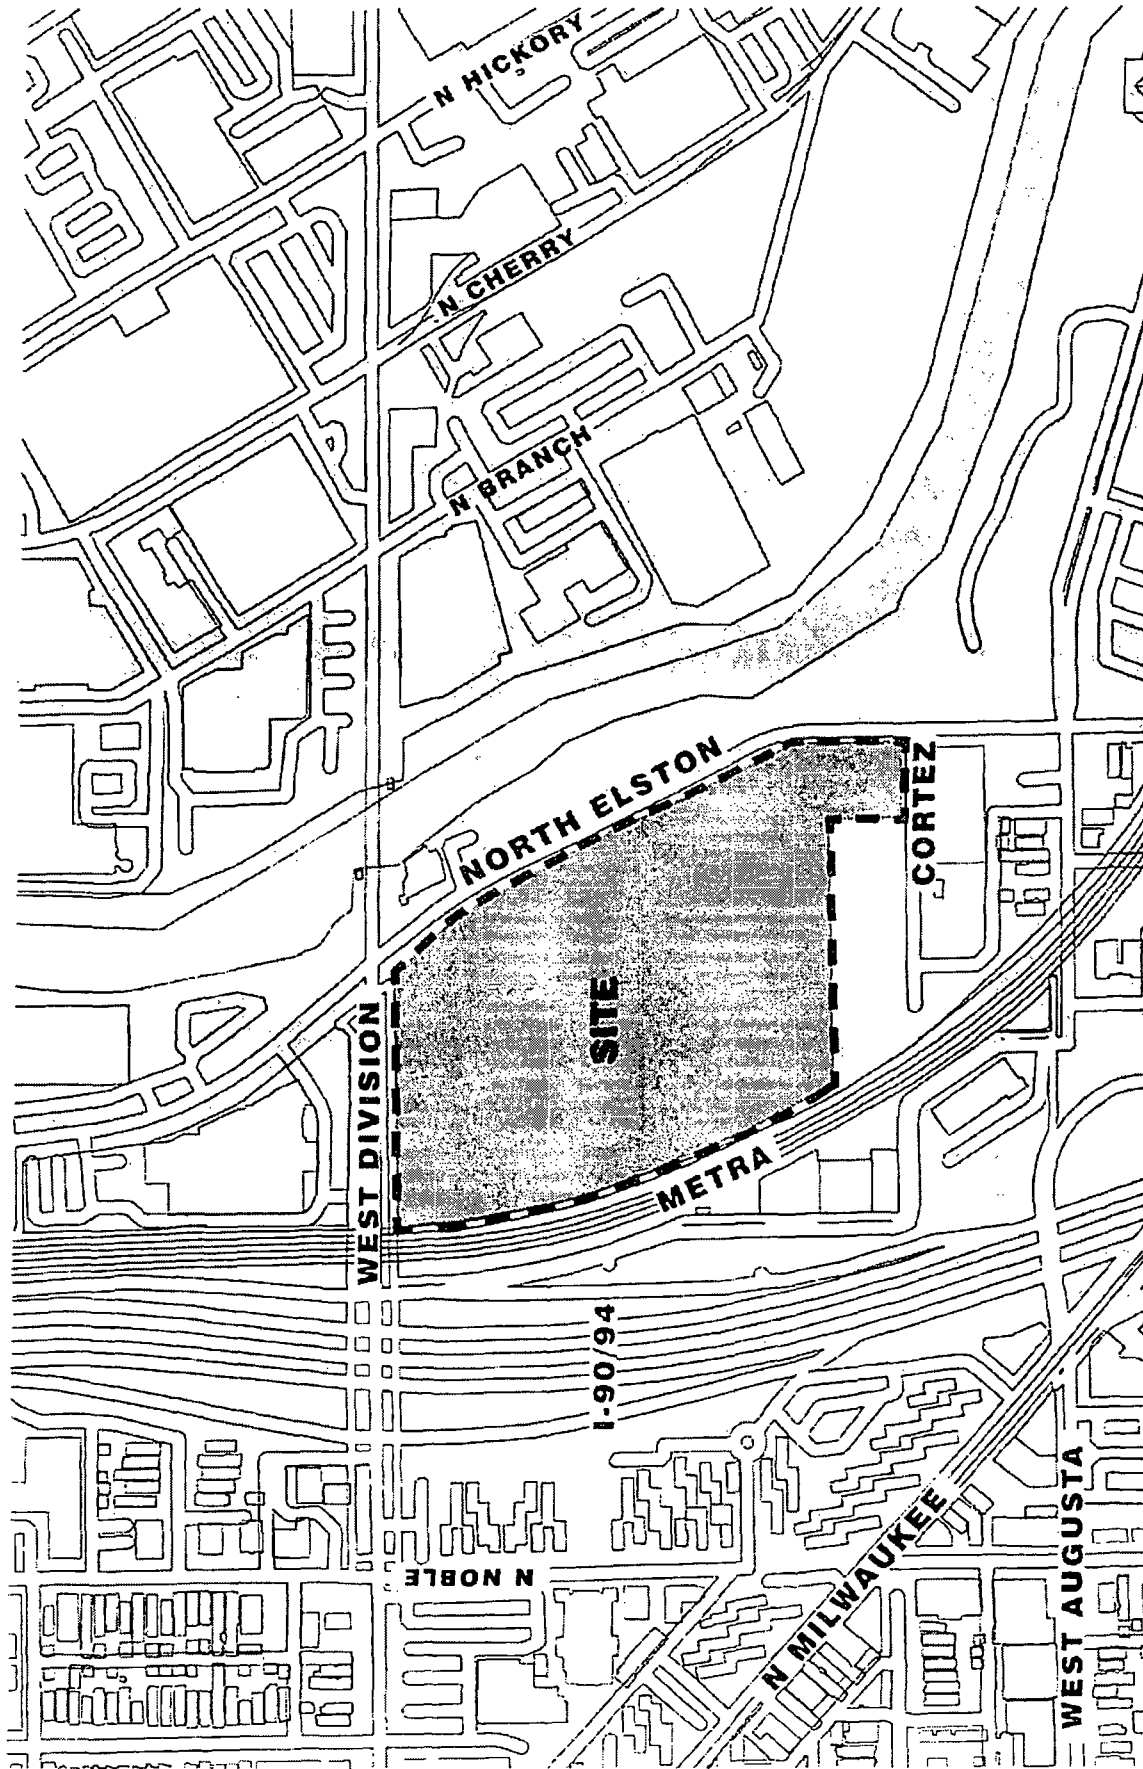 N HICKORY
N CHERRY
N BRANCH
NORTH ELSTON
CORTEZ
SITE
WEST DIVISION
METRA
I-90/94
N NOBLE
N MILWAUKEE
WEST AUGUSTA